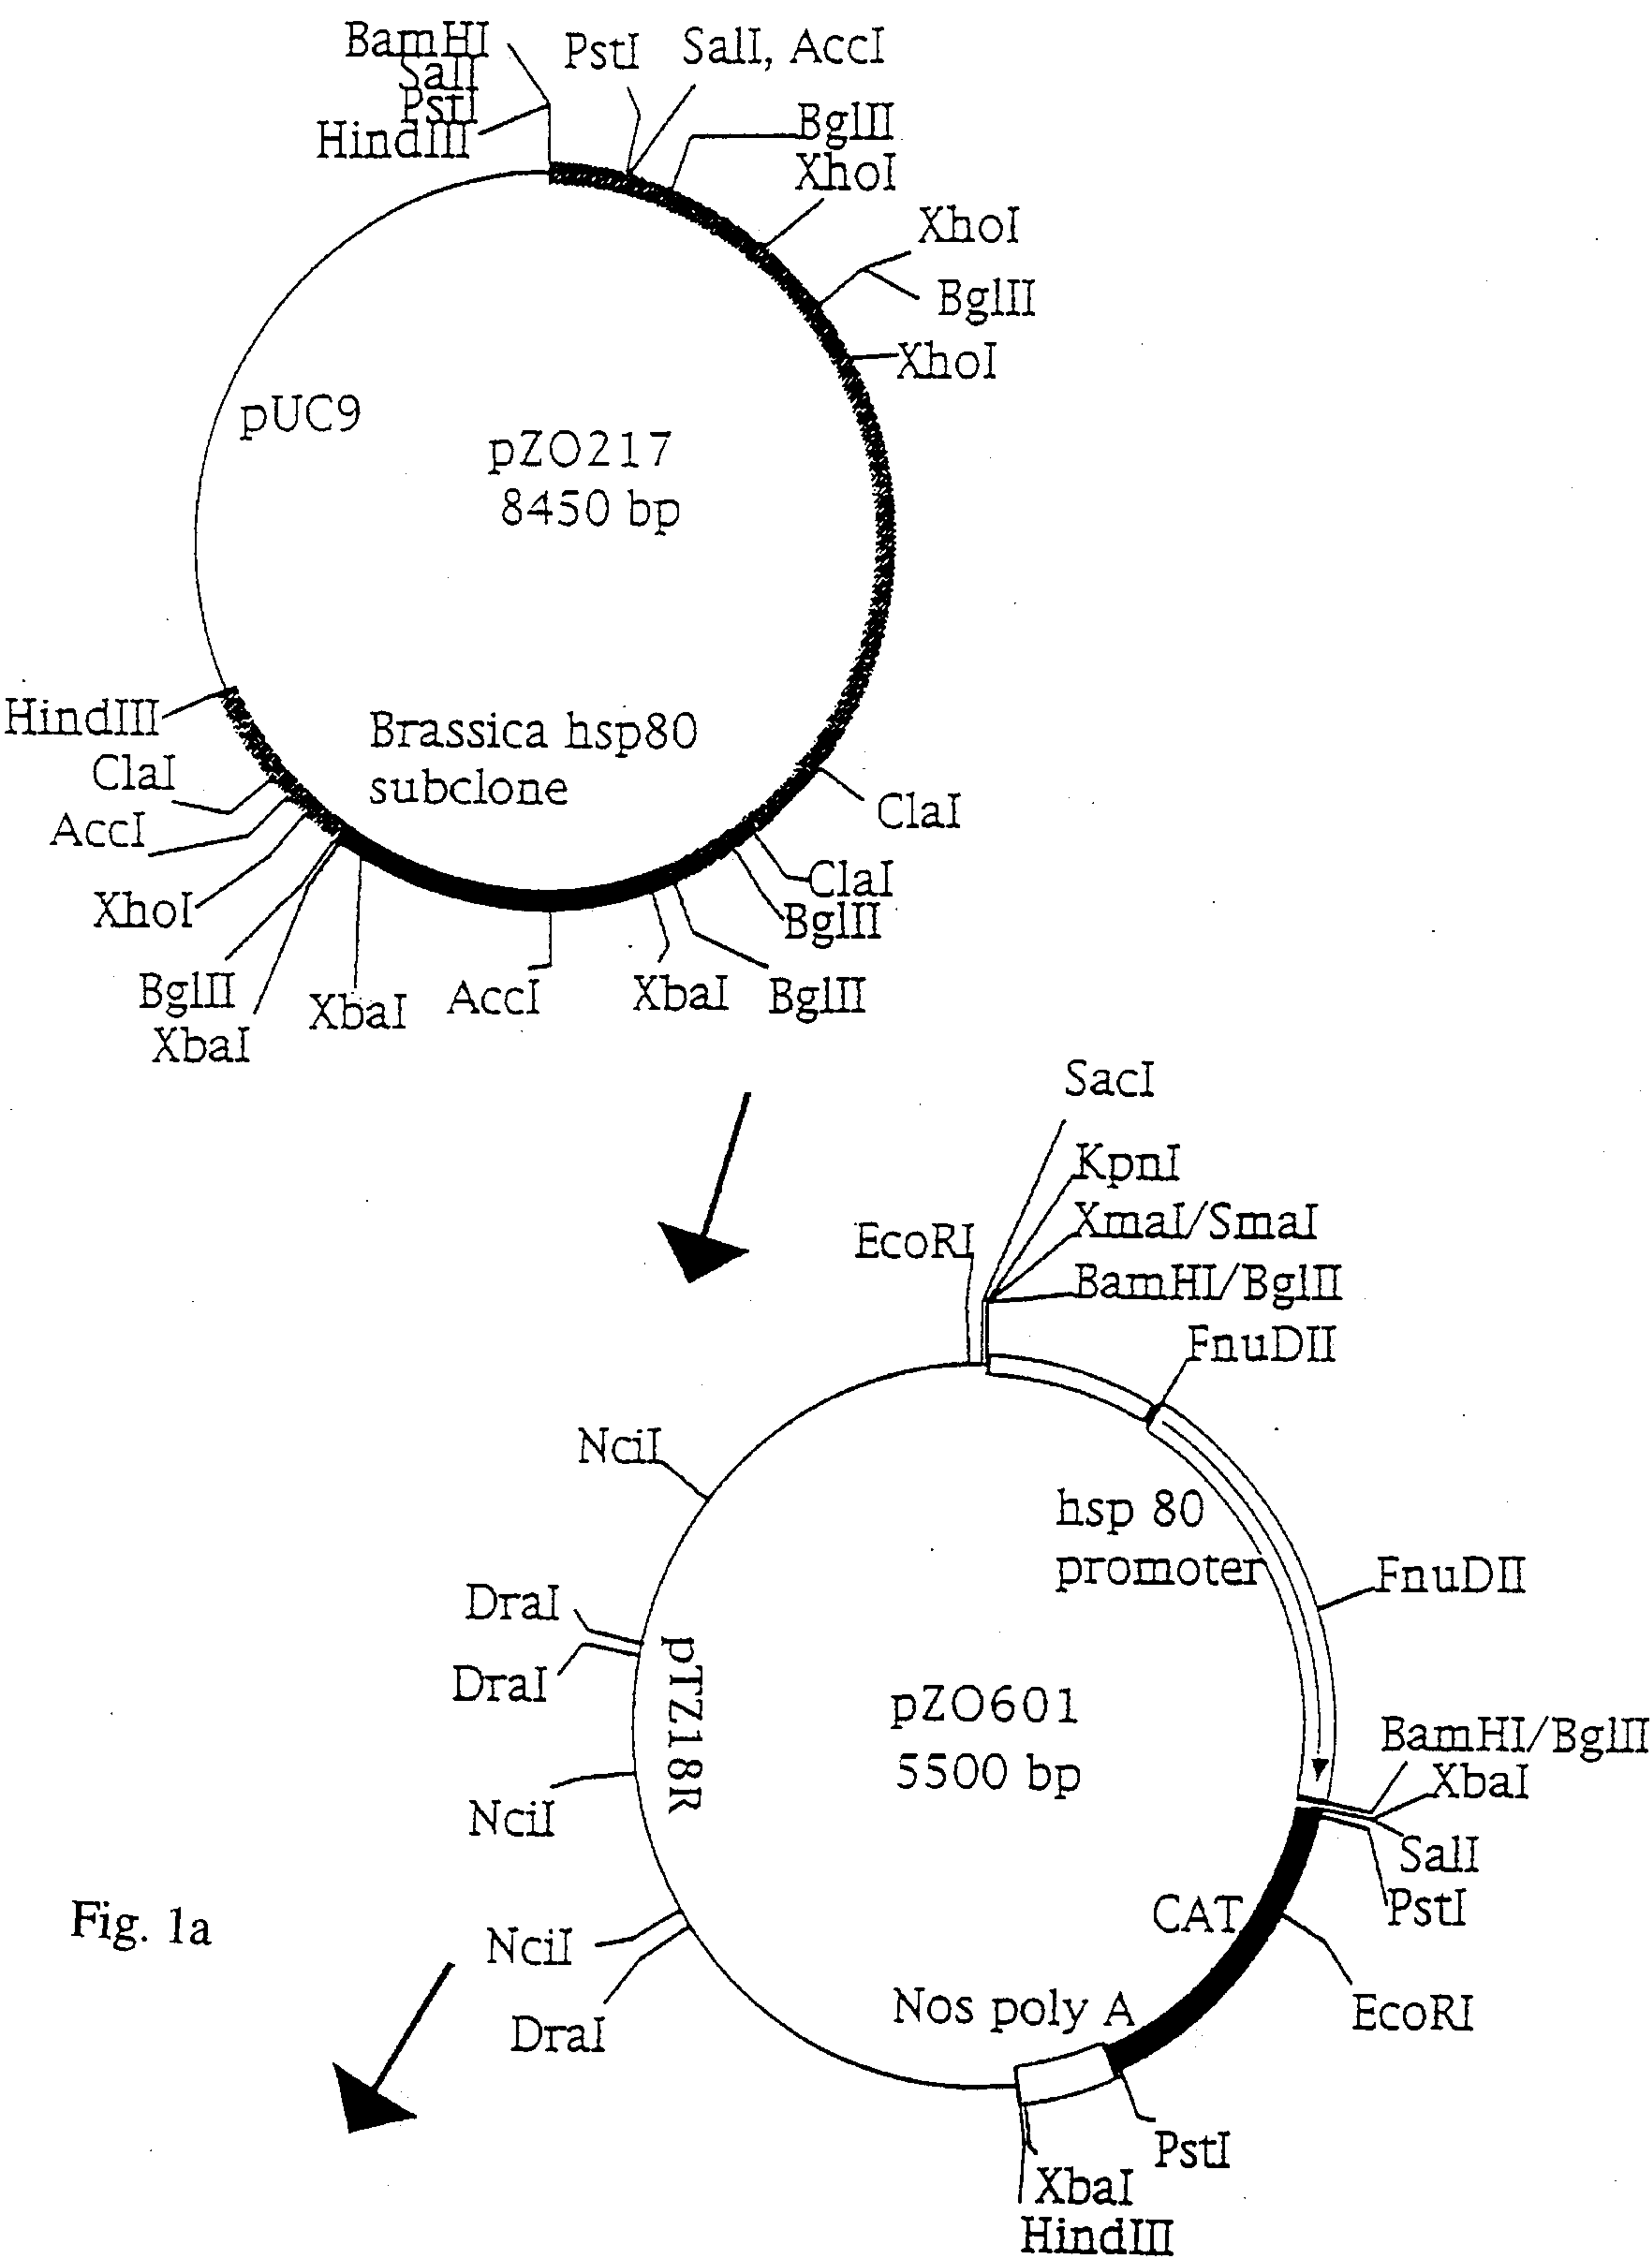 BamHI
SalI
PstI
HindIII
PstI
SalI, AccI
BglII
XhoI
XhoI
BglII
XhoI
pUC9
pZO217
8450 bp
HindIII
ClaI
AccI
XhoI
BglII
XbaI
XbaI
AccI
XbaI
BglII
BglII
ClaI
ClaI
Brassica hsp80
subclone
SacI
KpnI
XmaI/SmaI
BamHI/BglII
EcoRI
FnuDII
NciI
hsp 80
promoter
FnuDII
DraI
DraI
pTZ18R
pZO601
5500 bp
BamHI/BglII
XbaI
SalI
PstI
NciI
CAT
Fig. 1a
NciI
EcoRI
DraI
Nos poly A
PstI
XbaI
HindIII